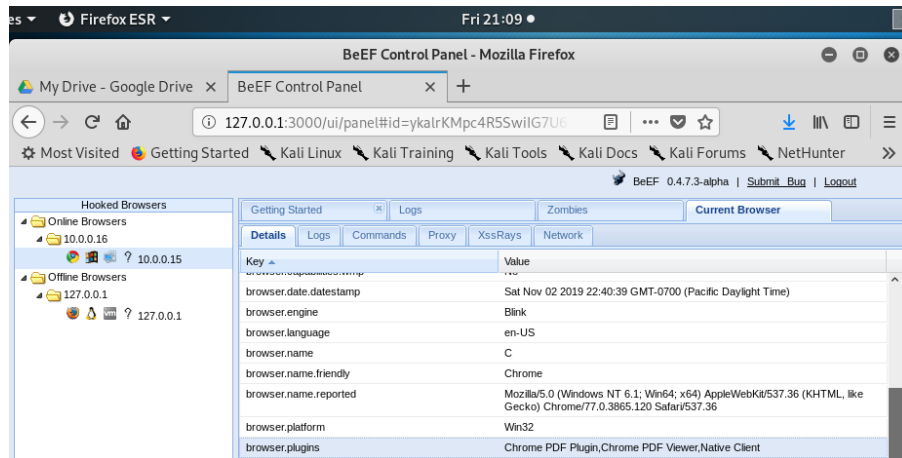 es Firefox ESR Fri 21:09
BeEF Control Panel - Mozilla Firefox
My Drive - Google Drive BeEF Control Panel
127.0.0.1:3000/ui/panel#id=ykalrKMpc4R5SwiIG7U6
Most Visited Getting Started Kali Linux Kali Training Kali Tools Kali Docs Kali Forums NetHunter
BeEF 0.4.7.3-alpha | Submit Bug | Logout
Hooked Browsers
Online Browsers
10.0.0.16
? 10.0.0.15
Offline Browsers
127.0.0.1
? 127.0.0.1
Getting Started Logs Zombies Current Browser
Details Logs Commands Proxy XssRays Network
Key Value
browser.capabilities.wmp No
browser.date.datestamp Sat Nov 02 2019 22:40:39 GMT-0700 (Pacific Daylight Time)
browser.engine Blink
browser.language en-US
browser.name C
browser.name.friendly Chrome
browser.name.reported Mozilla/5.0 (Windows NT 6.1; Win64; x64) AppleWebKit/537.36 (KHTML, like
Gecko) Chrome/77.0.3865.120 Safari/537.36
browser.platform Win32
browser.plugins Chrome PDF Plugin,Chrome PDF Viewer,Native Client